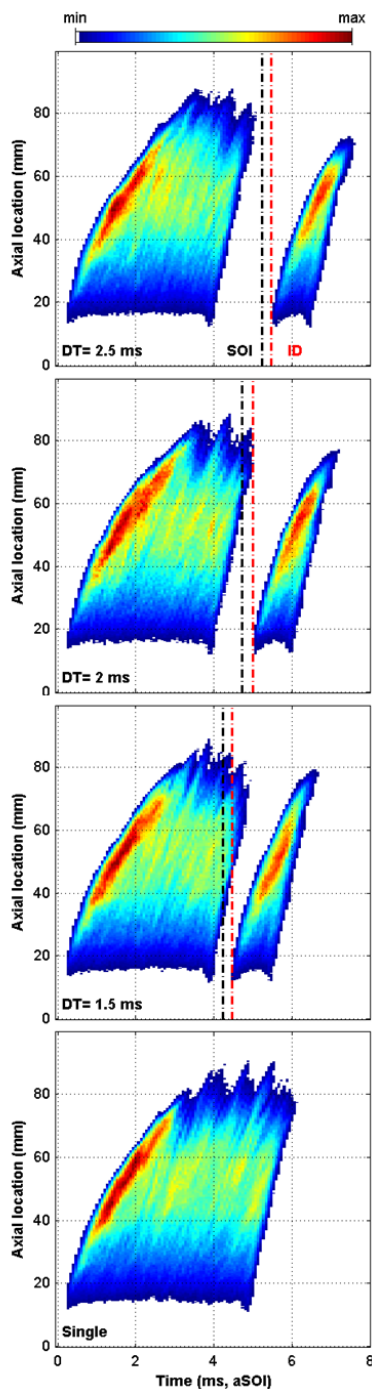 min max
80
60
40
20
0
Axial location (mm)
DT= 2.5 ms SOI ID
80
60
40
20
0
Axial location (mm)
DT= 2 ms
80
60
40
20
0
Axial location (mm)
DT= 1.5 ms
80
60
40
20
0
Axial location (mm)
Single
0 2 4 6 8
Time (ms, aSOI)